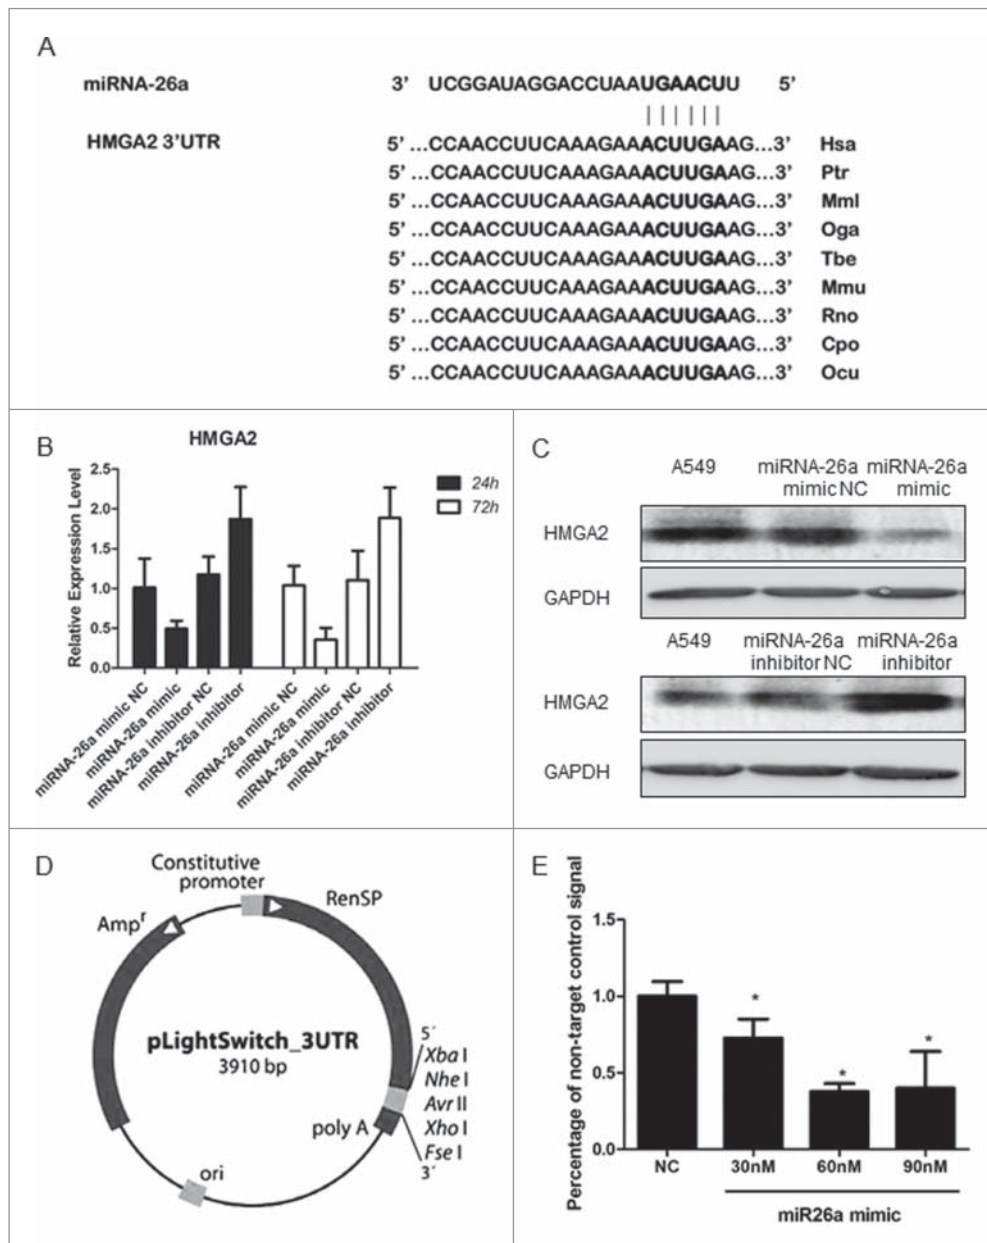 A
miRNA-26a 3’ UCGGAUAGGACCUAAUGAACUU 5’
HMGA2 3’UTR 5’ ...CCAACCUUCAAAGAAACUUGAAG...3’ Hsa
5’ ...CCAACCUUCAAAGAAACUUGAAG...3’ Ptr
5’ ...CCAACCUUCAAAGAAACUUGAAG...3’ Mml
5’ ...CCAACCUUCAAAGAAACUUGAAG...3’ Oga
5’ ...CCAACCUUCAAAGAAACUUGAAG...3’ Tbe
5’ ...CCAACCUUCAAAGAAACUUGAAG...3’ Mmu
5’ ...CCAACCUUCAAAGAAACUUGAAG...3’ Rno
5’ ...CCAACCUUCAAAGAAACUUGAAG...3’ Cpo
5’ ...CCAACCUUCAAAGAAACUUGAAG...3’ Ocu
B
HMGA2
Relative Expression Level
2.5
2.0
1.5
1.0
0.5
0.0
24h
72h
miRNA-26a mimic NC
miRNA-26a mimic
miRNA-26a inhibitor NC
miRNA-26a inhibitor
miRNA-26a mimic NC
miRNA-26a mimic
miRNA-26a inhibitor NC
miRNA-26a inhibitor
C
A549 miRNA-26a miRNA-26a
mimic NC mimic
HMGA2
GAPDH
A549 miRNA-26a miRNA-26a
inhibitor NC inhibitor
HMGA2
GAPDH
D
Constitutive
promoter
RenSP
Ampr
pLightSwitch_3UTR
3910 bp
5´
Xba I
Nhe I
Avr II
Xho I
Fse I
3´
poly A
ori
E
Percentage of non-target control signal
1.5
1.0
0.5
0.0
*
*
*
NC 30nM 60nM 90nM
miR26a mimic